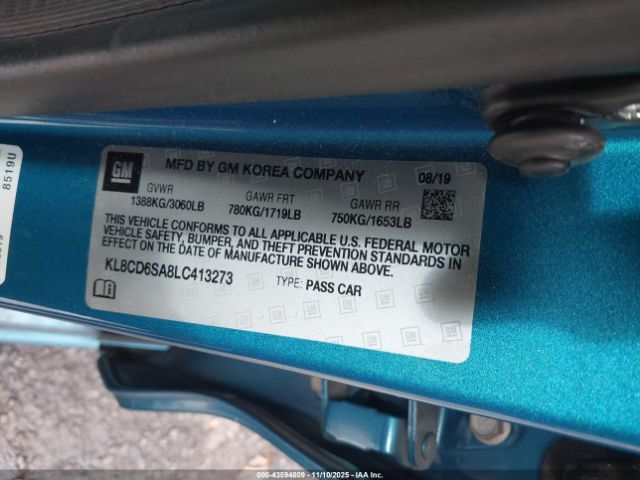 8519U
GM
MFD BY GM KOREA COMPANY 08/19
GVWR GAWR FRT GAWR RR
1388KG/3060LB 780KG/1719LB 750KG/1653LB
THIS VEHICLE CONFORMS TO ALL APPLICABLE U.S. FEDERAL MOTOR
VEHICLE SAFETY, BUMPER, AND THEFT PREVENTION STANDARDS IN
EFFECT ON THE DATE OF MANUFACTURE SHOWN ABOVE.
KL8CD6SA8LC413273 TYPE: PASS CAR
000-43594809 - 11/10/2025 - IAAI.COM